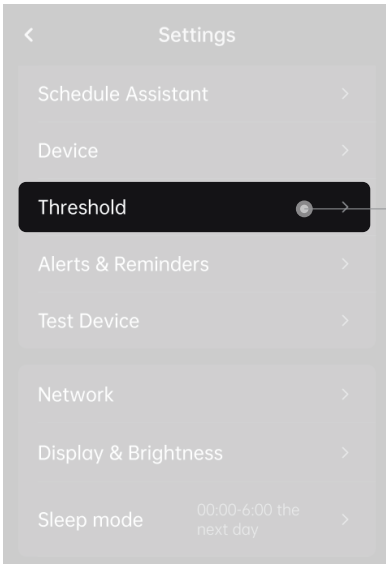 Settings
Schedule Assistant
Device
Threshold
Alerts & Reminders
Test Device
Network
Display & Brightness
Sleep mode 00:00-6:00 the
next day